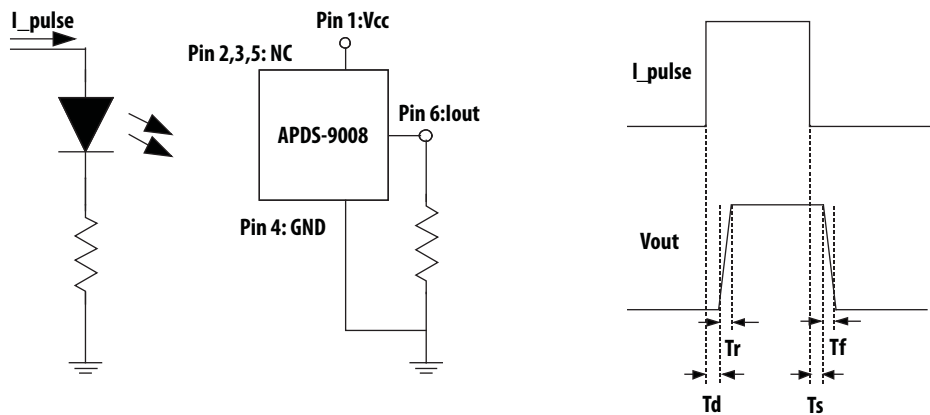 I_pulse
Pin 1:Vcc
Pin 2,3,5: NC
APDS-9008
Pin 6:Iout
Pin 4: GND
I_pulse
Vout
Tr
Tf
Td
Ts